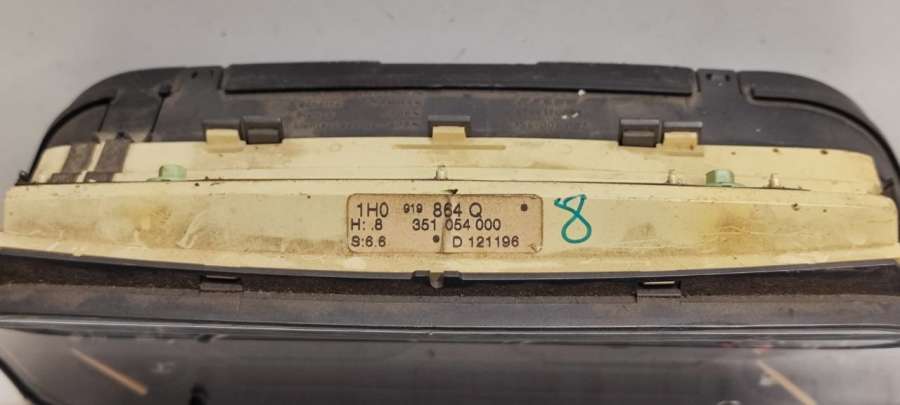 1H0 919 864 Q
H: .8 351 054 000
S:6.6 D 121196
8